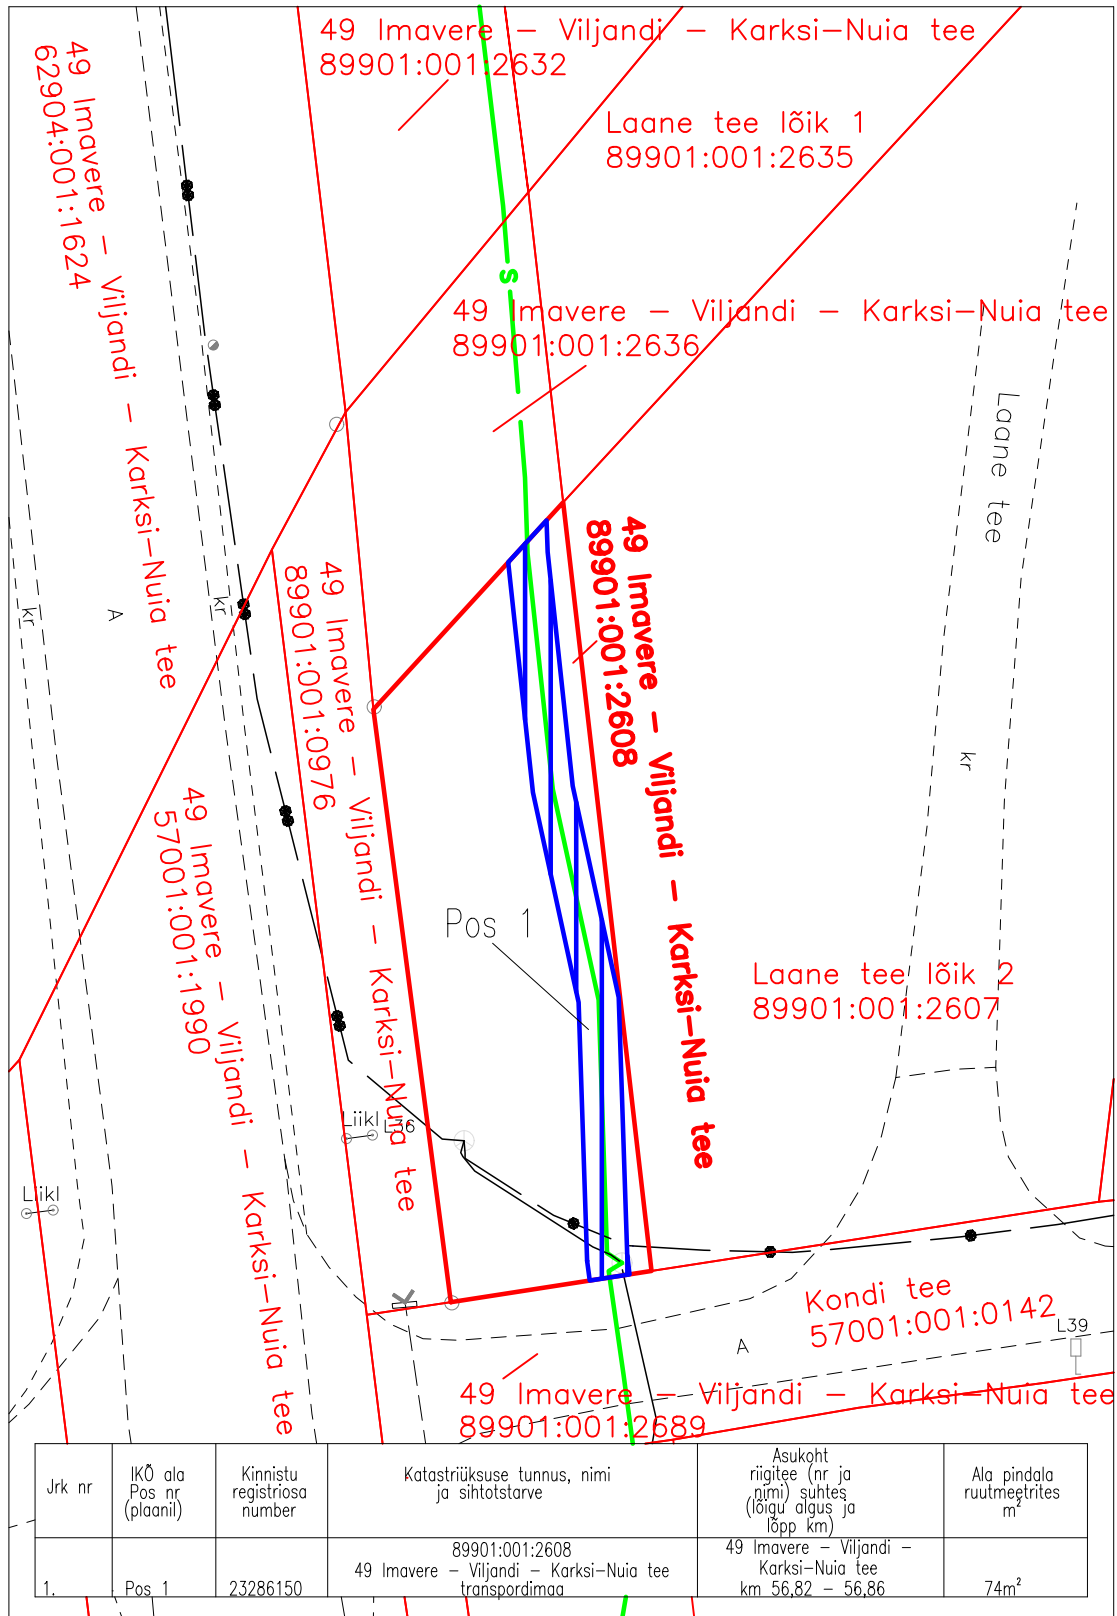 49 Imavere – Viljandi – Karksi–Nuia tee
89901:001:2632
49 Imavere – Viljandi – Karksi–Nuia tee
62904:001:1624
Laane tee lõik 1
89901:001:2635
S
49 Imavere – Viljandi – Karksi–Nuia tee
89901:001:2636
Laane tee
49 Imavere – Viljandi – Karksi–Nuia tee
89901:001:2608
49 Imavere – Viljandi – Karksi–Nuia tee
89901:001:0976
kr
A
kr
kr
49 Imavere – Viljandi – Karksi–Nuia tee
57001:001:1990
Pos 1
Laane tee lõik 2
89901:001:2607
Liikl
L36
Liikl
Kondi tee
57001:001:0142
L39
A
49 Imavere – Viljandi – Karksi–Nuia tee
89901:001:2689
Jrk nr
IKÕ ala
Pos nr
(plaanil)
Kinnistu
registriosa
number
Katastriüksuse tunnus, nimi
ja sihtotstarve
Asukoht
riigitee (nr ja
nimi) suhtes
(lõigu algus ja
lõpp km)
Ala pindala
ruutmeetrites
m²
1.
Pos 1
23286150
89901:001:2608
49 Imavere – Viljandi – Karksi–Nuia tee
transpordimaa
49 Imavere – Viljandi –
Karksi–Nuia tee
km 56,82 – 56,86
74m²